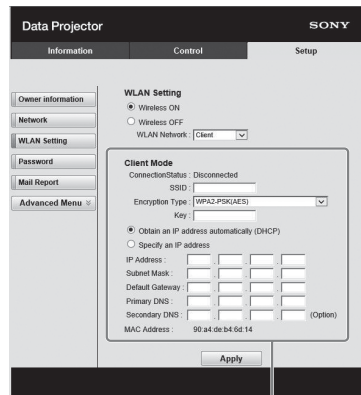 Data Projector
SONY
Information
Control
Setup
Owner information
Network
WLAN Setting
Password
Mail Report
Advanced Menu
WLAN Setting
Wireless ON
Wireless OFF
WLAN Network : Client
Client Mode
ConnectionStatus : Disconnected
SSID :
Encryption Type : WPA2-PSK(AES)
Key :
Obtain an IP address automatically (DHCP)
Specify an IP address
IP Address : . . .
Subnet Mask : . . .
Default Gateway : . . .
Primary DNS : . . .
Secondary DNS : . . . (Option)
MAC Address : 90:a4:de:b4:6d:14
Apply